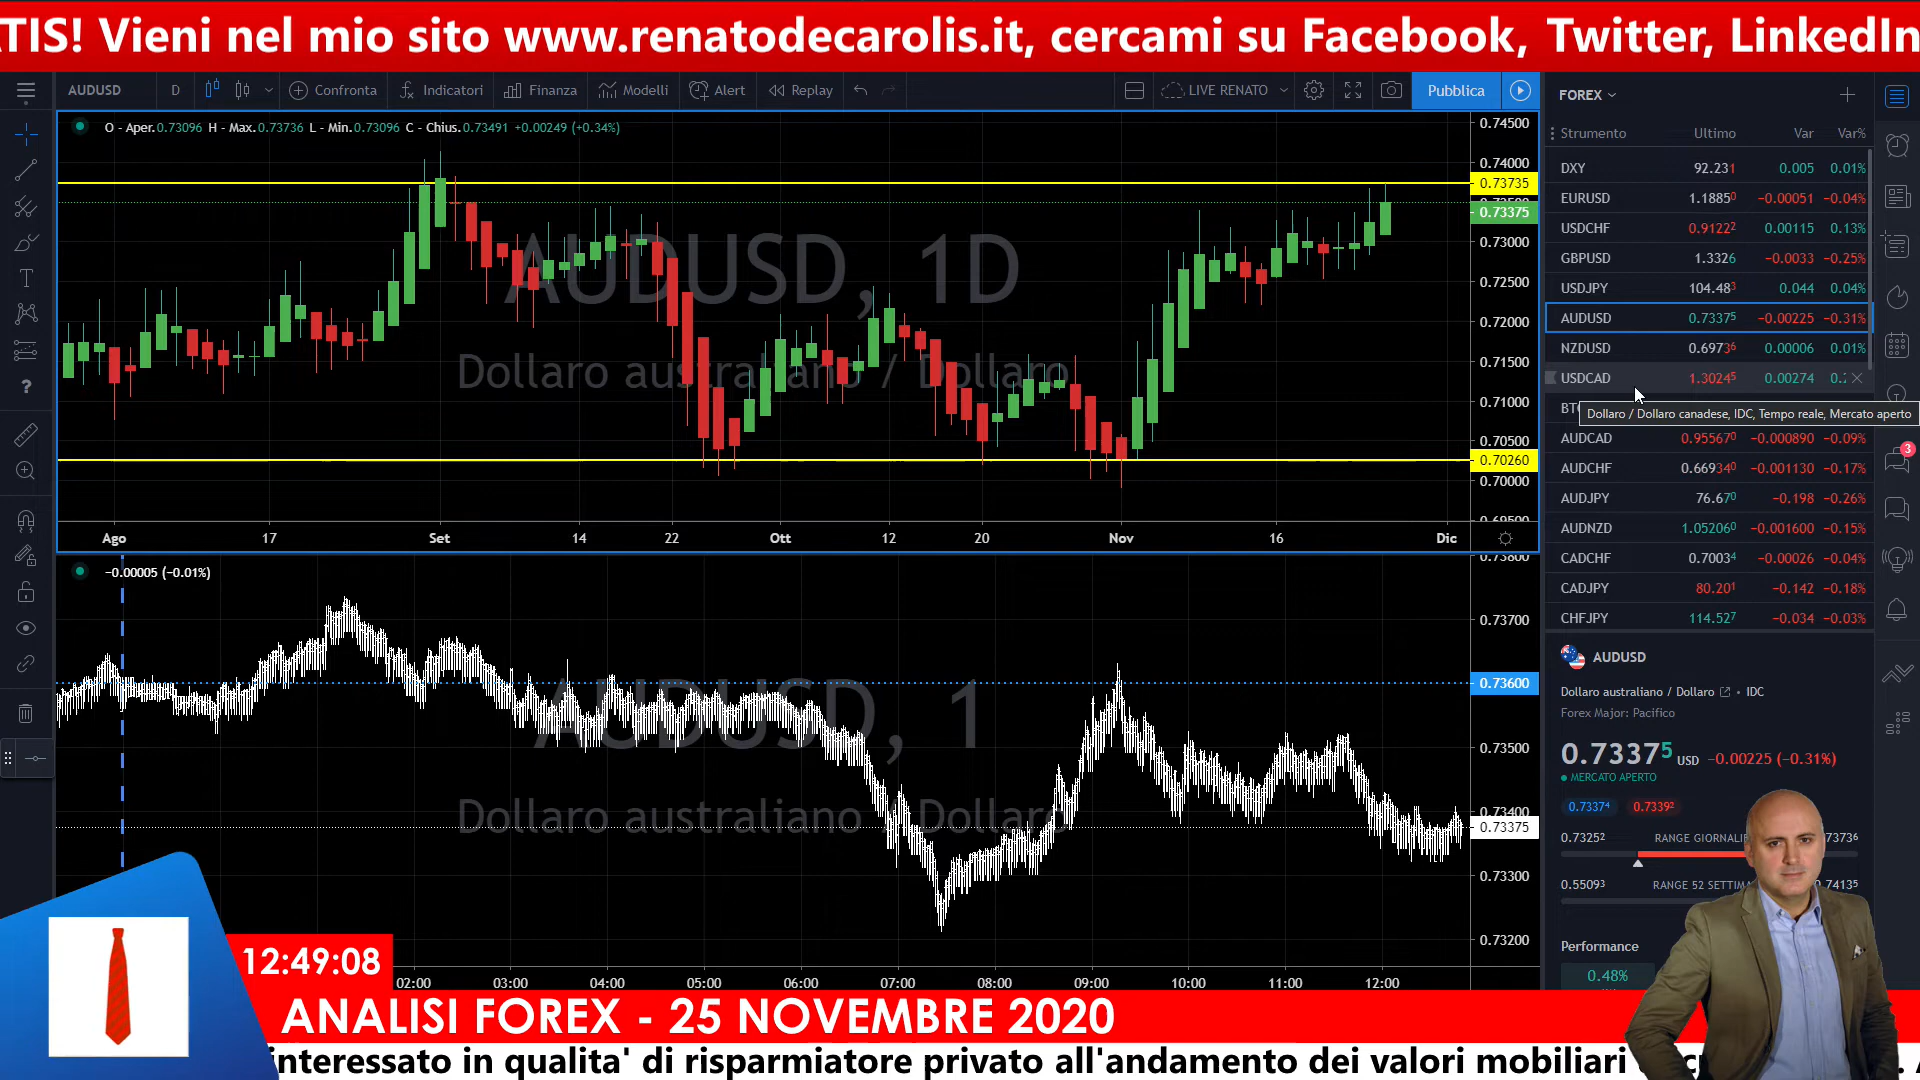 TIS! Vieni nel mio sito www.renatodecarolis.it, cercami su Facebook, Twitter, LinkedIn
AUDUSD D Confronta Indicatori Finanza Modelli Alert Replay LIVE RENATO Pubblica
O - Aper.0.73096 H - Max.0.73736 L - Min.0.73096 C - Chius.0.73491 +0.00249 (+0.34%)
AUDUSD, 1D
Dollaro australiano / Dollaro
0.74500
0.74000
0.73735
0.73375
0.73000
0.72500
0.72000
0.71500
0.71000
0.70500
0.70260
0.70000
Ago 17 Set 14 22 Ott 12 20 Nov 16 Dic
−0.00005 (−0.01%)
AUDUSD, 1
Dollaro australiano / Dollaro
0.73800
0.73700
0.73600
0.73500
0.73400
0.73375
0.73300
0.73200
02:00 03:00 04:00 05:00 06:00 07:00 08:00 09:00 10:00 11:00 12:00
FOREX
Strumento Ultimo Var Var%
DXY 92.231 0.005 0.01%
EURUSD 1.18850 −0.00051 −0.04%
USDCHF 0.91222 0.00115 0.13%
GBPUSD 1.3326 −0.0033 −0.25%
USDJPY 104.483 0.044 0.04%
AUDUSD 0.73375 −0.00225 −0.31%
NZDUSD 0.69736 0.00006 0.01%
USDCAD 1.30245 0.00274
Dollaro / Dollaro canadese, IDC, Tempo reale, Mercato aperto
AUDCAD 0.955670 −0.000890 −0.09%
AUDCHF 0.669340 −0.001130 −0.17%
AUDJPY 76.670 −0.198 −0.26%
AUDNZD 1.052060 −0.001600 −0.15%
CADCHF 0.70034 −0.00026 −0.04%
CADJPY 80.201 −0.142 −0.18%
CHFJPY 114.527 −0.034 −0.03%
3
AUDUSD
Dollaro australiano / Dollaro • IDC
Forex Major: Pacifico
0.73375 USD −0.00225 (−0.31%)
MERCATO APERTO
0.73374 0.73392
0.73252 RANGE GIORNALI 73736
0.55093 RANGE 52 SETTIMA 0.74135
Performance
0.48%
12:49:08
ANALISI FOREX - 25 NOVEMBRE 2020
interessato in qualita' di risparmiatore privato all'andamento dei valori mobiliari